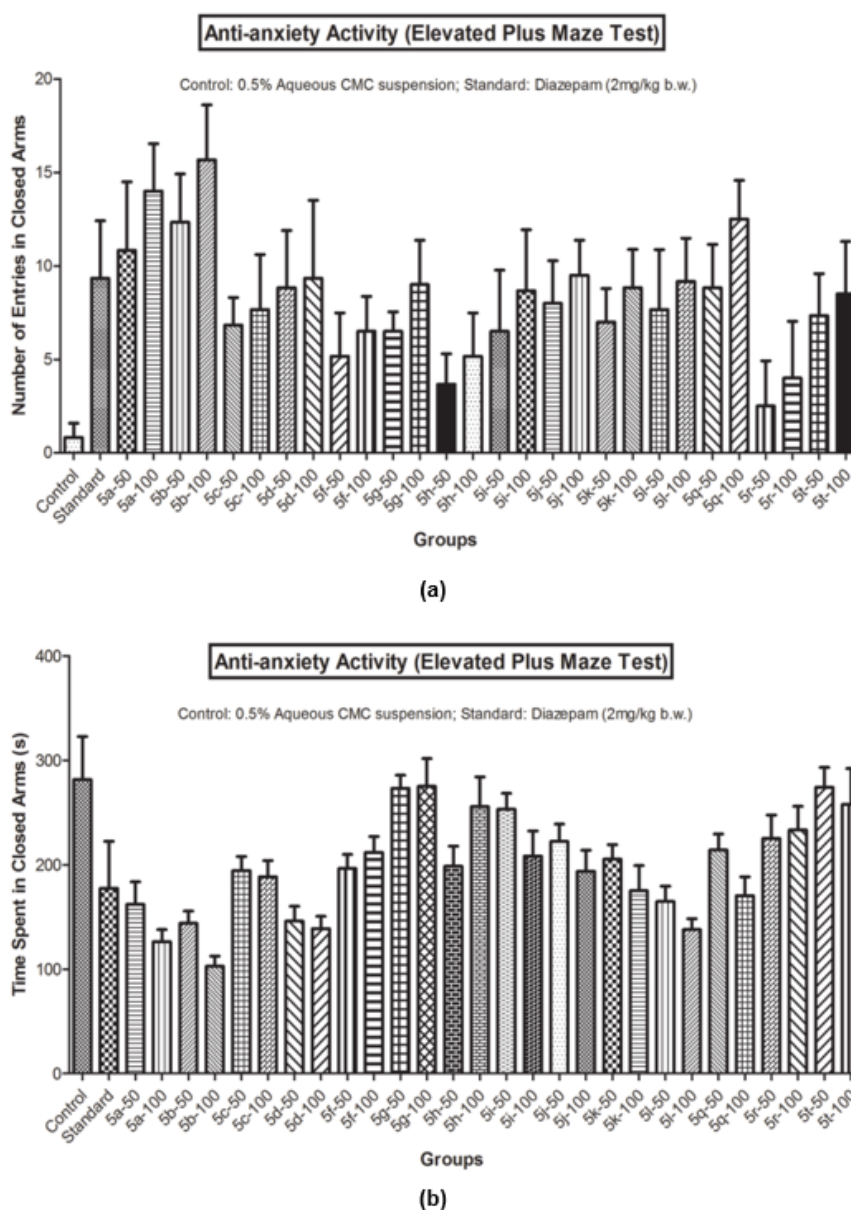 Anti-anxiety Activity (Elevated Plus Maze Test)
Control: 0.5% Aqueous CMC suspension; Standard: Diazepam (2mg/kg b.w.)
Number of Entries in Closed Arms
20
15
10
5
0
Control
Standard
5a-50
5a-100
5b-50
5b-100
5c-50
5c-100
5d-50
5d-100
5f-50
5f-100
5g-50
5g-100
5h-50
5h-100
5i-50
5i-100
5j-50
5j-100
5k-50
5k-100
5l-50
5l-100
5q-50
5q-100
5r-50
5r-100
5t-50
5t-100
Groups
(a)
Anti-anxiety Activity (Elevated Plus Maze Test)
Control: 0.5% Aqueous CMC suspension; Standard: Diazepam (2mg/kg b.w.)
Time Spent in Closed Arms (s)
400
300
200
100
0
Control
Standard
5a-50
5a-100
5b-50
5b-100
5c-50
5c-100
5d-50
5d-100
5f-50
5f-100
5g-50
5g-100
5h-50
5h-100
5i-50
5i-100
5j-50
5j-100
5k-50
5k-100
5l-50
5l-100
5q-50
5q-100
5r-50
5r-100
5t-50
5t-100
Groups
(b)